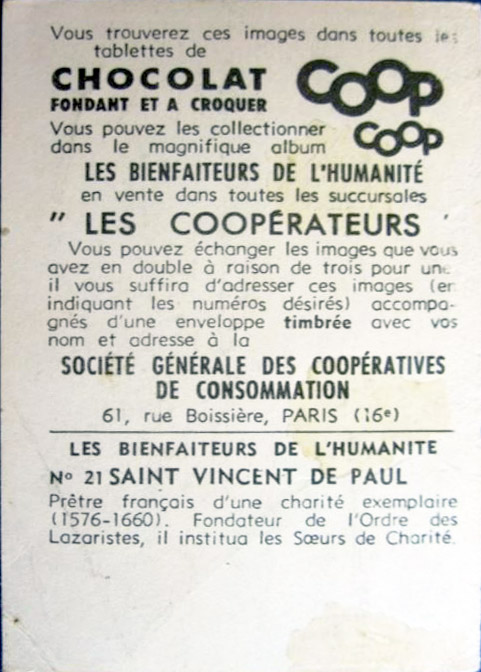 Vous trouverez ces images dans toutes les
tablettes de
CHOCOLAT COOP
FONDANT ET A CROQUER
Vous pouvez les collectionner COOP
dans le magnifique album
LES BIENFAITEURS DE L'HUMANITÉ
en vente dans toutes les succursales
" LES COOPÉRATEURS '
Vous pouvez échanger les images que vous
avez en double à raison de trois pour une
il vous suffira d'adresser ces images (en
indiquant les numéros désirés) accompa-
gnés d'une enveloppe timbrée avec vos
nom et adresse à la
SOCIÉTÉ GÉNÉRALE DES COOPÉRATIVES
DE CONSOMMATION
61, rue Boissière, PARIS (16e)
LES BIENFAITEURS DE L'HUMANITE
No 21 SAINT VINCENT DE PAUL
Prêtre français d'une charité exemplaire
(1576-1660). Fondateur de l'Ordre des
Lazaristes, il institua les Sœurs de Charité.